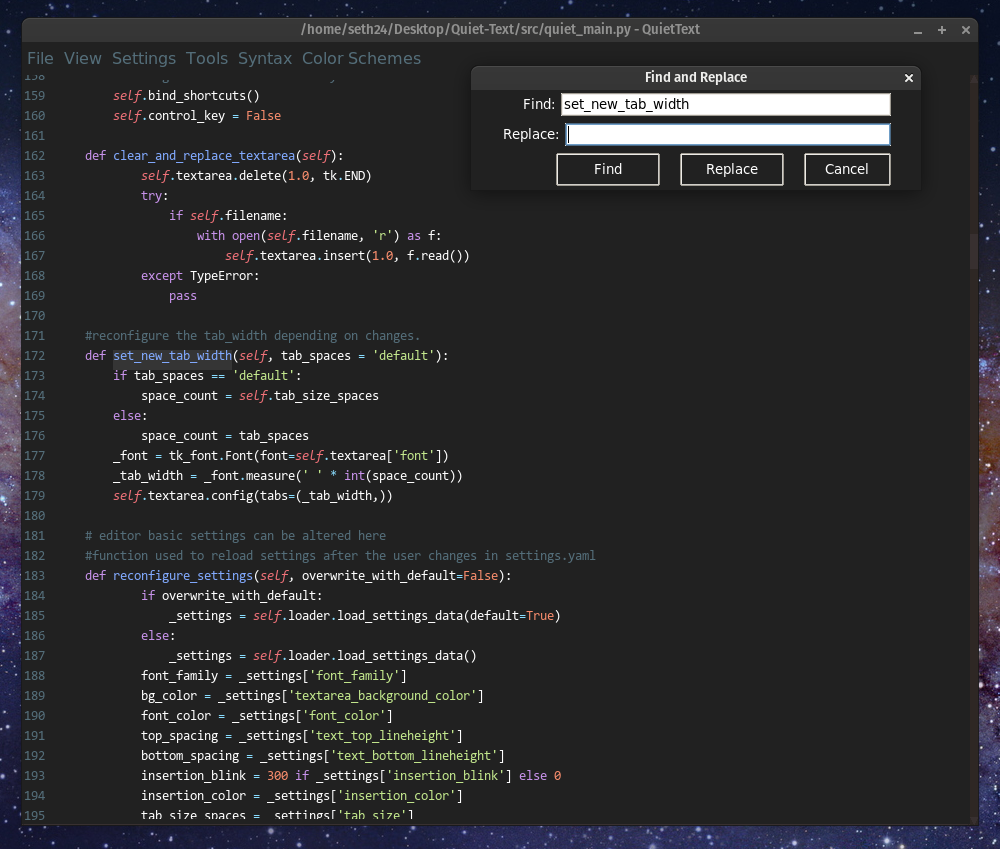 /home/seth24/Desktop/Quiet-Text/src/quiet_main.py - QuietText
File View Settings Tools Syntax Color Schemes
Find and Replace
Find: set_new_tab_width
Replace:
Find Replace Cancel
158
159 self.bind_shortcuts()
160 self.control_key = False
161
162 def clear_and_replace_textarea(self):
163 self.textarea.delete(1.0, tk.END)
164 try:
165 if self.filename:
166 with open(self.filename, 'r') as f:
167 self.textarea.insert(1.0, f.read())
168 except TypeError:
169 pass
170
171 #reconfigure the tab_width depending on changes.
172 def set_new_tab_width(self, tab_spaces = 'default'):
173 if tab_spaces == 'default':
174 space_count = self.tab_size_spaces
175 else:
176 space_count = tab_spaces
177 _font = tk_font.Font(font=self.textarea['font'])
178 _tab_width = _font.measure(' ' * int(space_count))
179 self.textarea.config(tabs=(_tab_width,))
180
181 # editor basic settings can be altered here
182 #function used to reload settings after the user changes in settings.yaml
183 def reconfigure_settings(self, overwrite_with_default=False):
184 if overwrite_with_default:
185 _settings = self.loader.load_settings_data(default=True)
186 else:
187 _settings = self.loader.load_settings_data()
188 font_family = _settings['font_family']
189 bg_color = _settings['textarea_background_color']
190 font_color = _settings['font_color']
191 top_spacing = _settings['text_top_lineheight']
192 bottom_spacing = _settings['text_bottom_lineheight']
193 insertion_blink = 300 if _settings['insertion_blink'] else 0
194 insertion_color = _settings['insertion_color']
195 tab_size_spaces = _settings['tab_size']